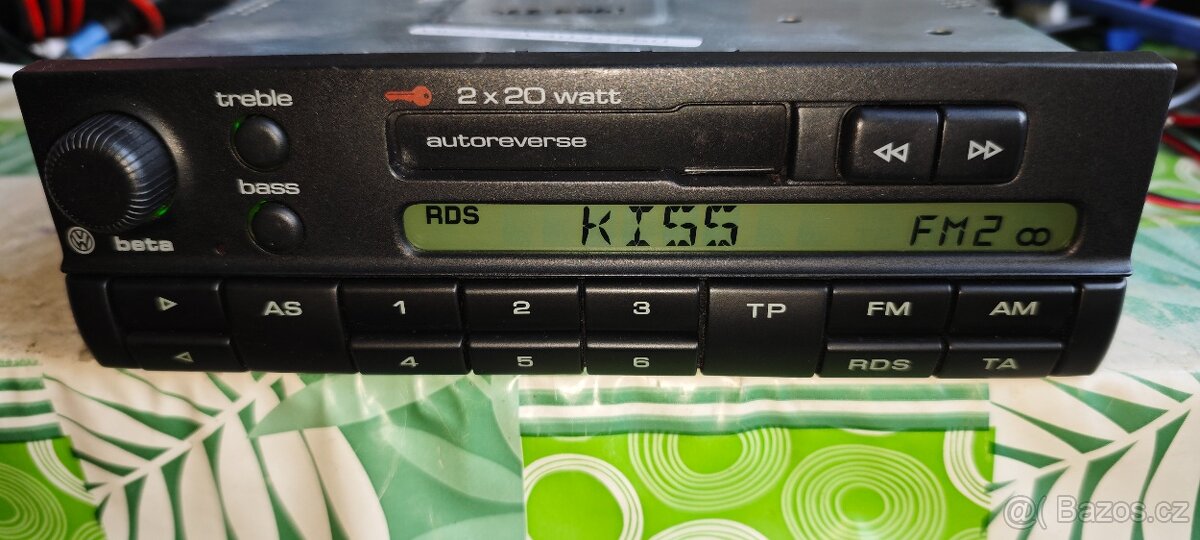 treble
2 x 20 watt
autoreverse
bass
RDS KISS FM2
VW beta
AS 1 2 3 TP FM AM
4 5 6 RDS TA
@( Bazos.cz